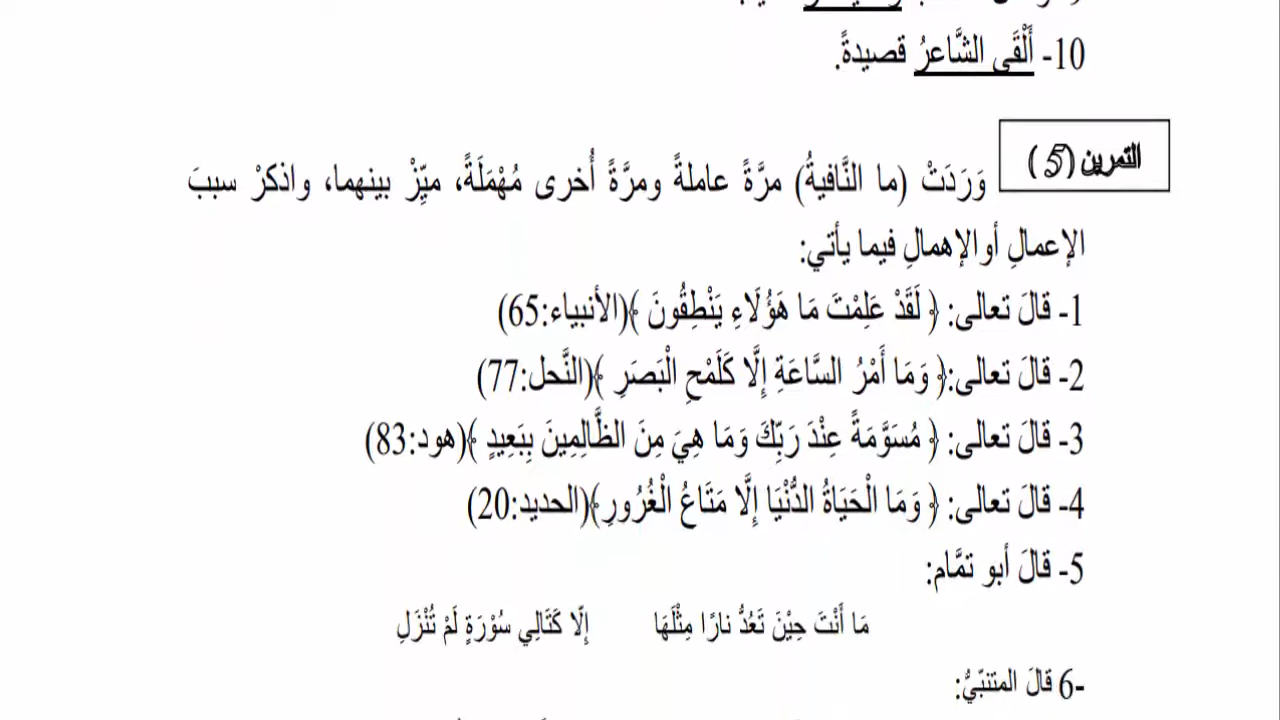 10- أَلْقَى الشَّاعرُ قصيدةً.
التمرين (5)
وَرَدَتْ (ما النَّافيةُ) مرَّةً عاملةً ومرَّةً أُخرى مُهْمَلَةً، ميِّزْ بينهما، واذكرْ سببَ
الإعمالِ أوالإهمالِ فيما يأتي:
1- قالَ تعالى: ﴿ لَقَدْ عَلِمْتَ مَا هَؤُلَاءِ يَنْطِقُونَ ﴾(الأنبياء:65)
2- قالَ تعالى:﴿ وَمَا أَمْرُ السَّاعَةِ إِلَّا كَلَمْحِ الْبَصَرِ ﴾(النَّحل:77)
3- قالَ تعالى: ﴿ مُسَوَّمَةً عِنْدَ رَبِّكَ وَمَا هِيَ مِنَ الظَّالِمِينَ بِبَعِيدٍ ﴾(هود:83)
4- قالَ تعالى: ﴿ وَمَا الْحَيَاةُ الدُّنْيَا إِلَّا مَتَاعُ الْغُرُورِ﴾(الحديد:20)
5- قالَ أبو تمَّام:
مَا أَنْتَ حِيْنَ تَعُدُّ نارًا مِثْلَهَا إِلّا كَتَالِي سُوْرَةٍ لَمْ تُنْزَلِ
6- قالَ المتنبّيُّ: